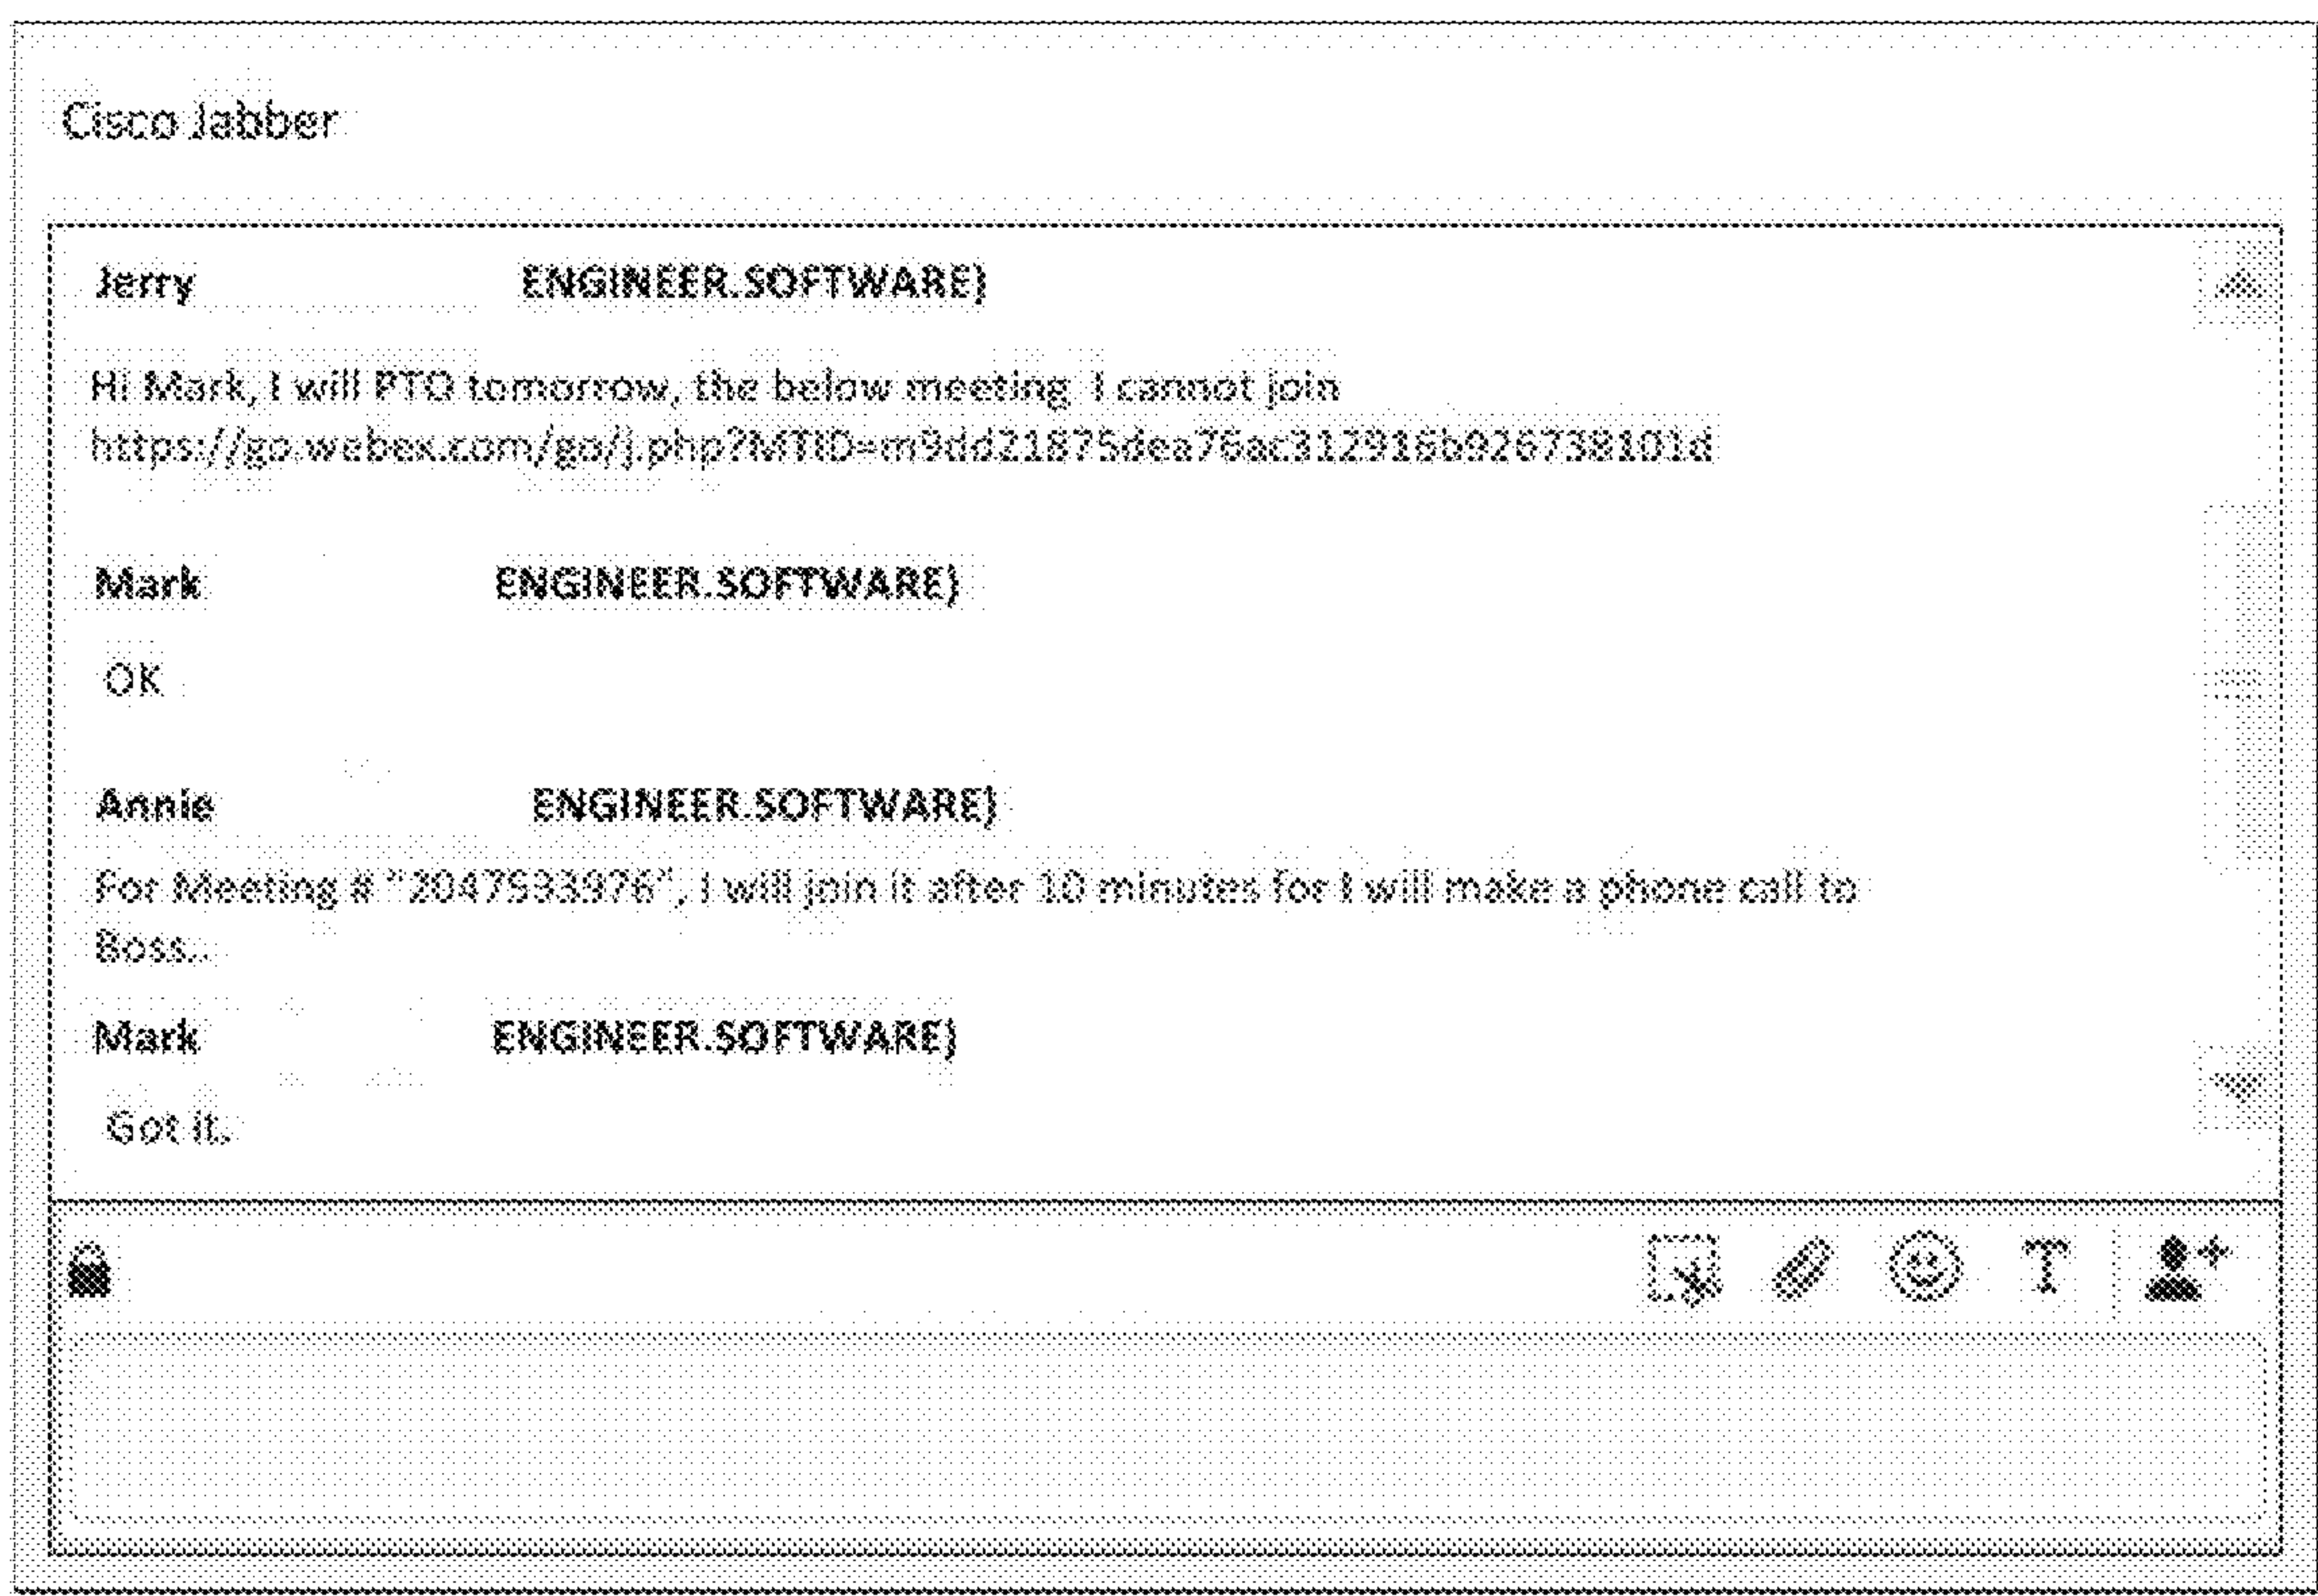 Cisco Jabber
Jerry ENGINEER.SOFTWARE)
Hi Mark, I will PTO tomorrow, the below meeting I cannot join
https://go.webex.com/go/j.php?MTID=m9dd21875dea76ac312916b926738101d
Mark ENGINEER.SOFTWARE)
OK
Annie ENGINEER.SOFTWARE)
For Meeting # "2047533976", I will join it after 10 minutes for I will make a phone call to
Boss..
Mark ENGINEER.SOFTWARE)
Got it.
T